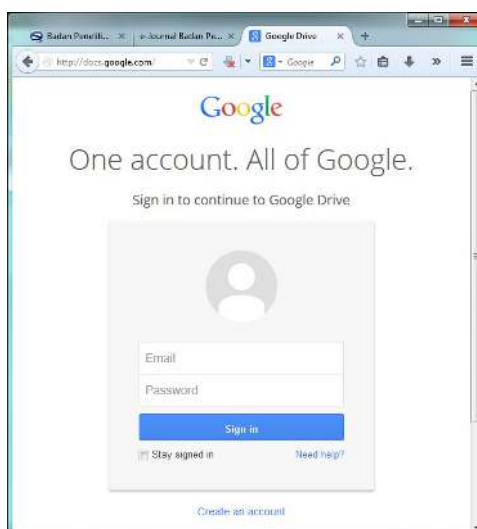 Badan Peneliti...
e-Journal Badan Pe...
Google Drive
http://docs.google.com/
Google
Google
One account. All of Google.
Sign in to continue to Google Drive
Email
Password
Sign in
Stay signed in
Need help?
Create an account